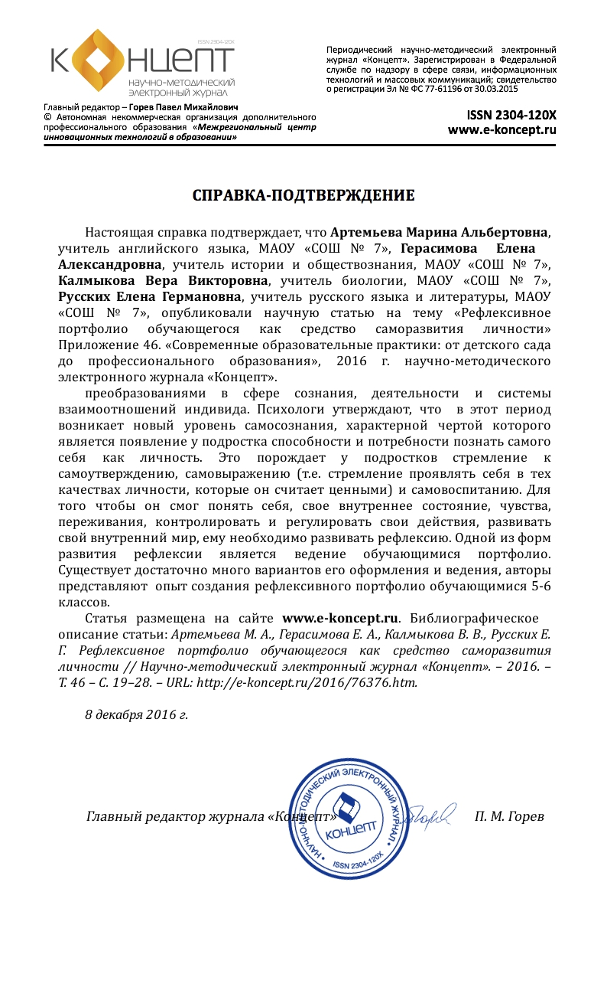 ISSN 2304-120X
концепт
научно-методический
электронный журнал
Главный редактор – Горев Павел Михайлович
© Автономная некоммерческая организация дополнительного
профессионального образования «Межрегиональный центр
инновационных технологий в образовании»
Периодический научно-методический электронный
журнал «Концепт». Зарегистрирован в Федеральной
службе по надзору в сфере связи, информационных
технологий и массовых коммуникаций; свидетельство
о регистрации Эл № ФС 77-61196 от 30.03.2015
ISSN 2304-120X
www.e-koncept.ru
СПРАВКА-ПОДТВЕРЖДЕНИЕ
Настоящая справка подтверждает, что Артемьева Марина Альбертовна,
учитель английского языка, МАОУ «СОШ № 7», Герасимова Елена
Александровна, учитель истории и обществознания, МАОУ «СОШ № 7»,
Калмыкова Вера Викторовна, учитель биологии, МАОУ «СОШ № 7»,
Русских Елена Германовна, учитель русского языка и литературы, МАОУ
«СОШ № 7», опубликовали научную статью на тему «Рефлексивное
портфолио обучающегося как средство саморазвития личности»
Приложение 46. «Современные образовательные практики: от детского сада
до профессионального образования», 2016 г. научно-методического
электронного журнала «Концепт».
преобразованиями в сфере сознания, деятельности и системы
взаимоотношений индивида. Психологи утверждают, что в этот период
возникает новый уровень самосознания, характерной чертой которого
является появление у подростка способности и потребности познать самого
себя как личность. Это порождает у подростков стремление к
самоутверждению, самовыражению (т.е. стремление проявлять себя в тех
качествах личности, которые он считает ценными) и самовоспитанию. Для
того чтобы он смог понять себя, свое внутреннее состояние, чувства,
переживания, контролировать и регулировать свои действия, развивать
свой внутренний мир, ему необходимо развивать рефлексию. Одной из форм
развития рефлексии является ведение обучающимися портфолио.
Существует достаточно много вариантов его оформления и ведения, авторы
представляют опыт создания рефлексивного портфолио обучающимися 5-6
классов.
Статья размещена на сайте www.e-koncept.ru. Библиографическое
описание статьи: Артемьева М. А., Герасимова Е. А., Калмыкова В. В., Русских Е.
Г. Рефлексивное портфолио обучающегося как средство саморазвития
личности // Научно-методический электронный журнал «Концепт». – 2016. –
Т. 46 – С. 19–28. – URL: http://e-koncept.ru/2016/76376.htm.
8 декабря 2016 г.
Главный редактор журнала «Концепт»
П. М. Горев
НАУЧНО-МЕТОДИЧЕСКИЙ ЭЛЕКТРОННЫЙ ЖУРНАЛ
концепт
ISSN 2304-120X
Горев